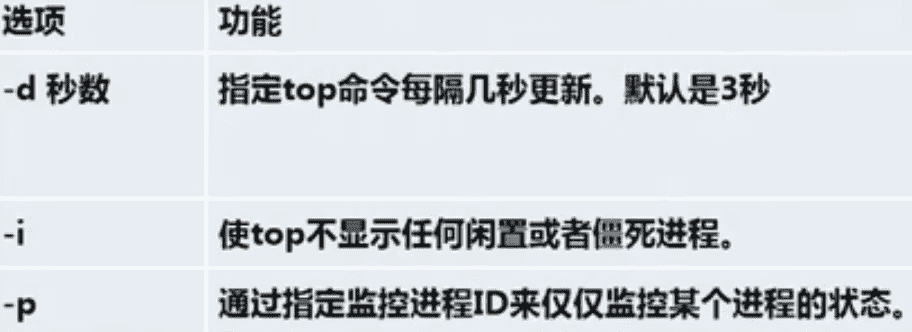 选项 功能
-d 秒数 指定top命令每隔几秒更新。默认是3秒
-i 使top不显示任何闲置或者僵死进程。
-p 通过指定监控进程ID来仅仅监控某个进程的状态。